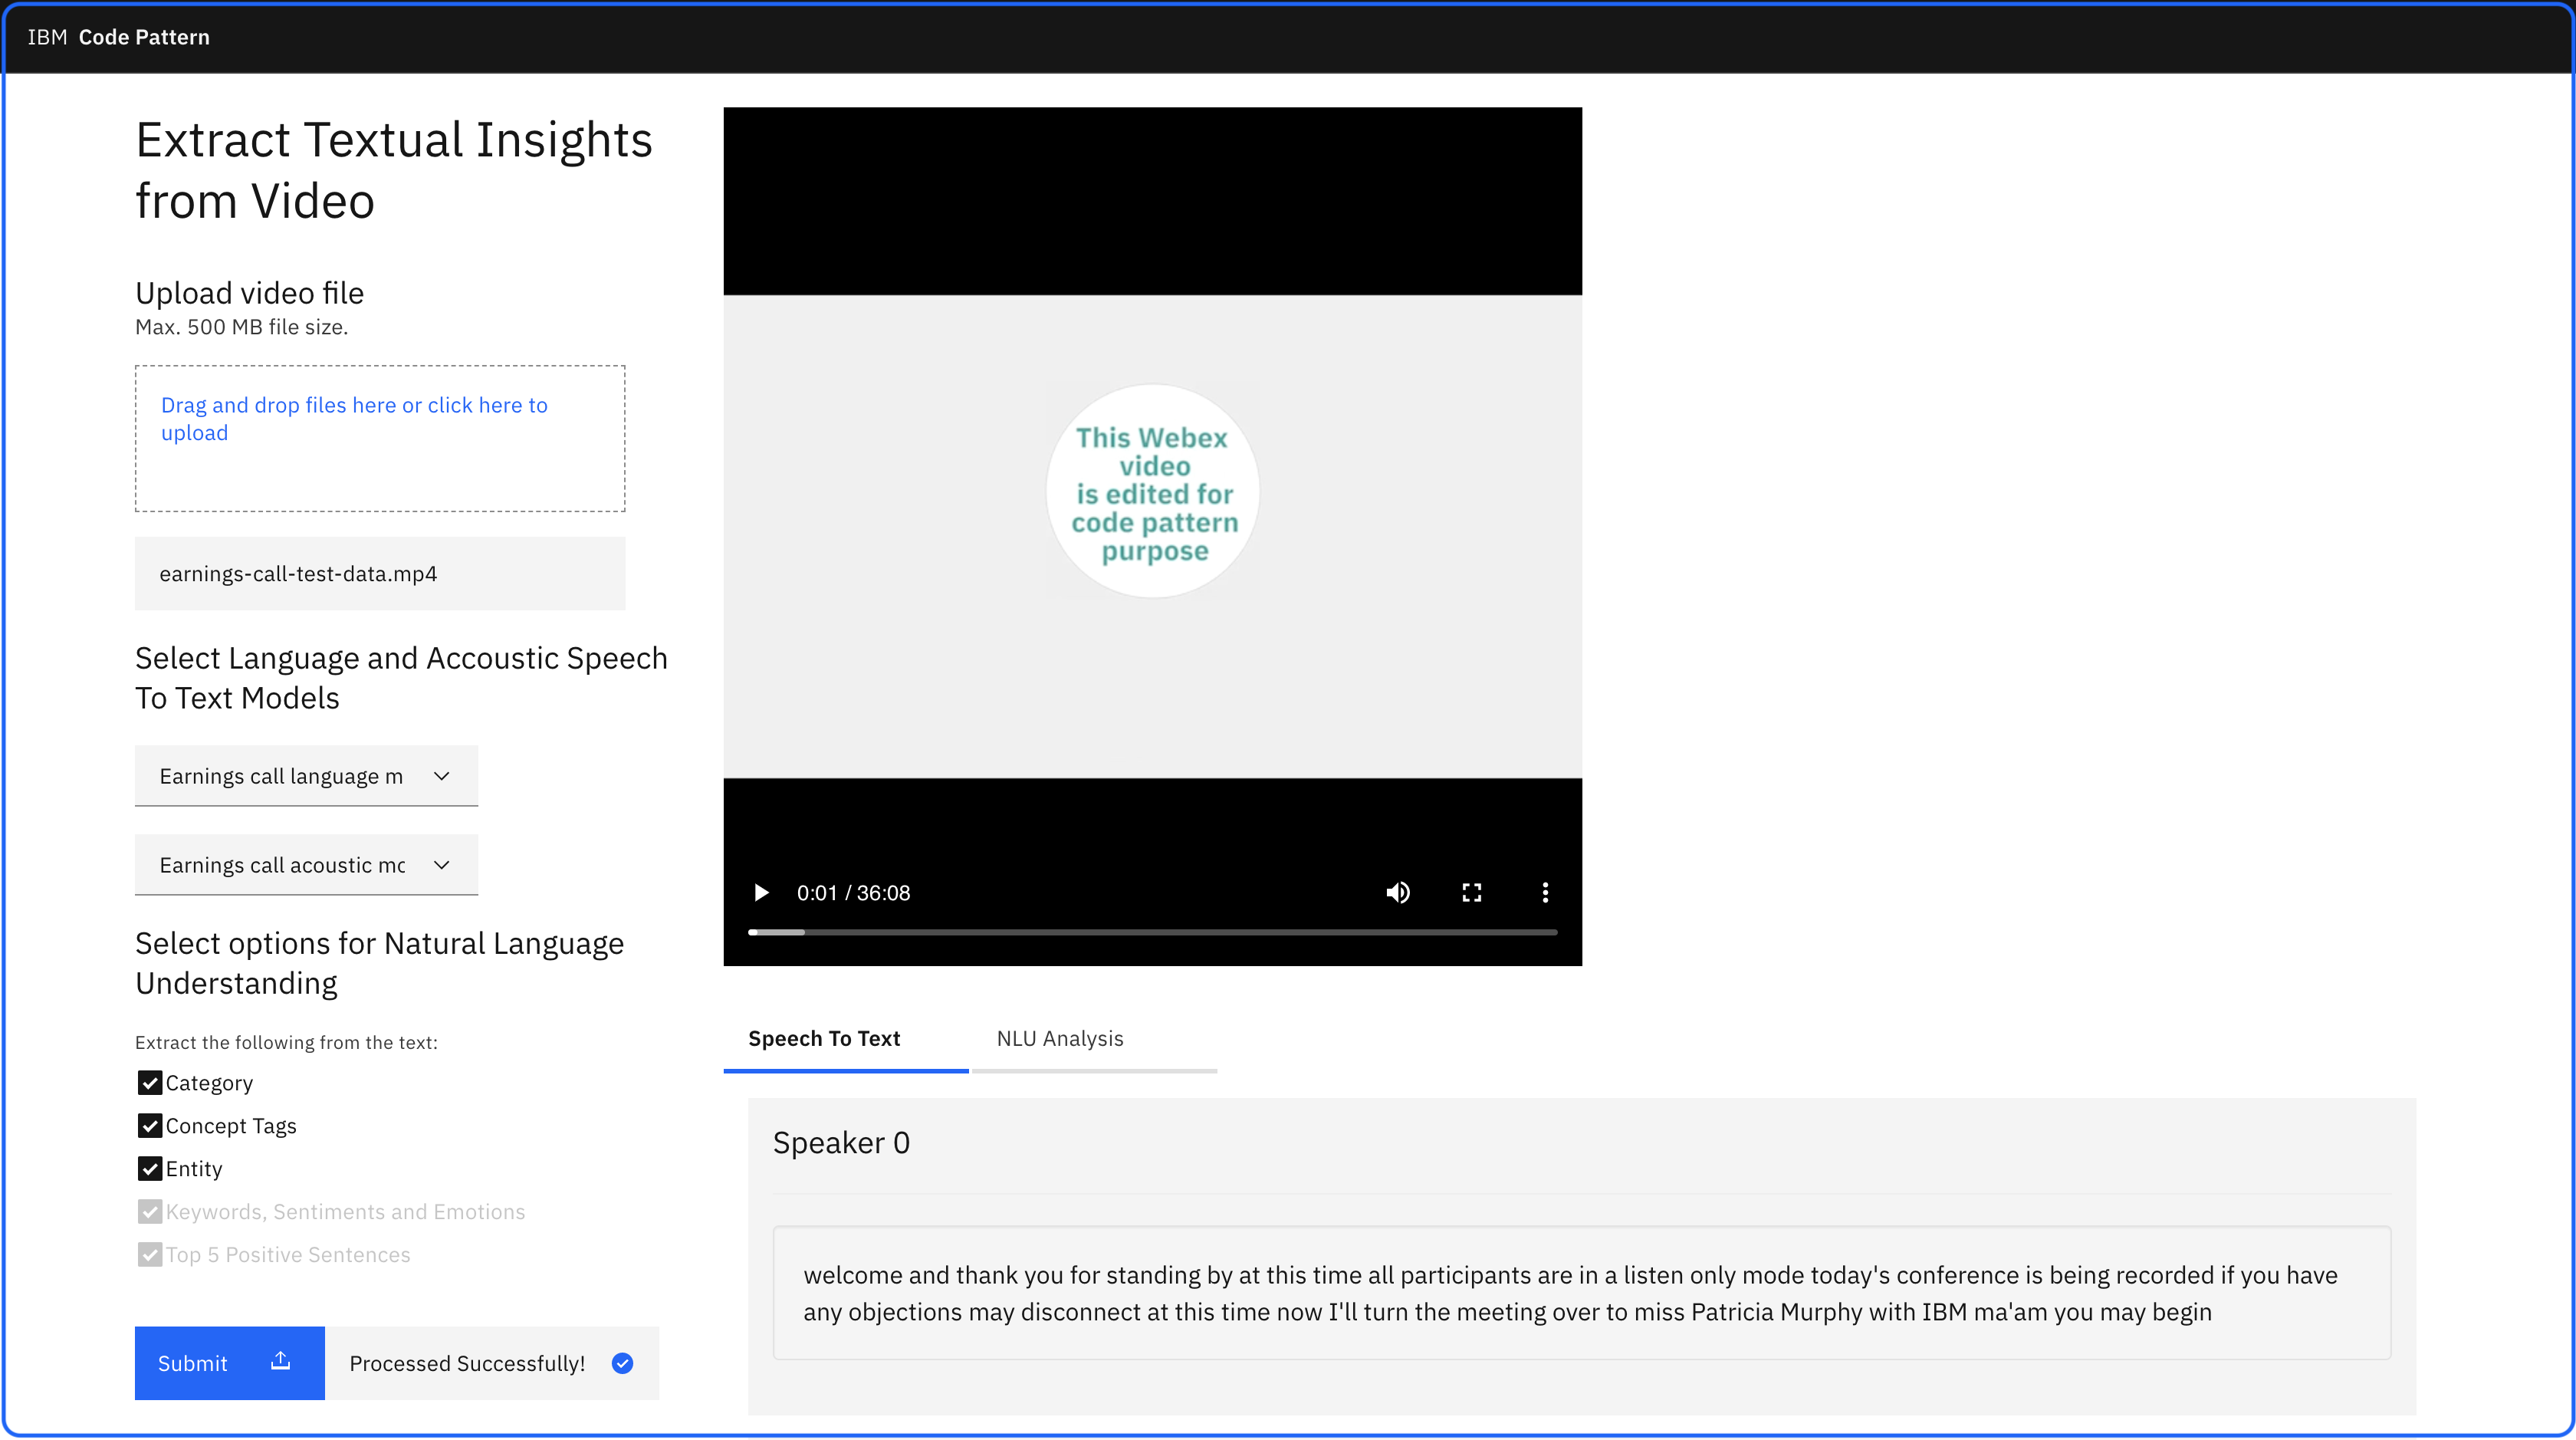 IBM Code Pattern
Extract Textual Insights
from Video
Upload video file
Max. 500 MB file size.
Drag and drop files here or click here to
upload
earnings-call-test-data.mp4
Select Language and Accoustic Speech
To Text Models
Earnings call language m
Earnings call acoustic mo
Select options for Natural Language
Understanding
Extract the following from the text:
Category
Concept Tags
Entity
Keywords, Sentiments and Emotions
Top 5 Positive Sentences
Submit
Processed Successfully!
This Webex
video
is edited for
code pattern
purpose
0:01 / 36:08
Speech To Text
NLU Analysis
Speaker 0
welcome and thank you for standing by at this time all participants are in a listen only mode today's conference is being recorded if you have
any objections may disconnect at this time now I'll turn the meeting over to miss Patricia Murphy with IBM ma'am you may begin